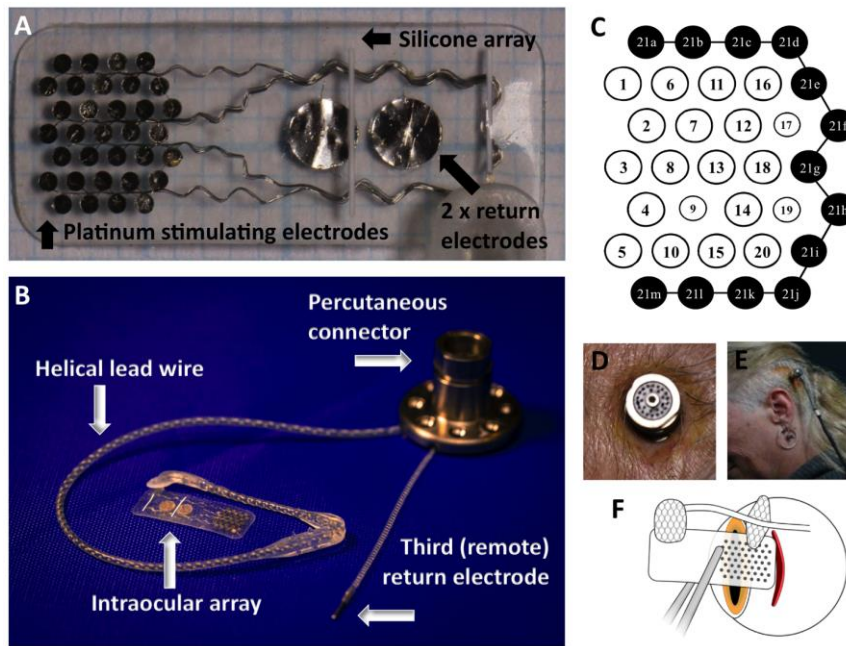 A
Silicone array
2 x return
electrodes
Platinum stimulating electrodes
B
Percutaneous
connector
Helical lead wire
Third (remote)
return electrode
Intraocular array
C
21a 21b 21c 21d
1 6 11 16 21e
2 7 12 17 21f
3 8 13 18 21g
4 9 14 19 21h
5 10 15 20 21i
21m 21l 21k 21j
D
E
F